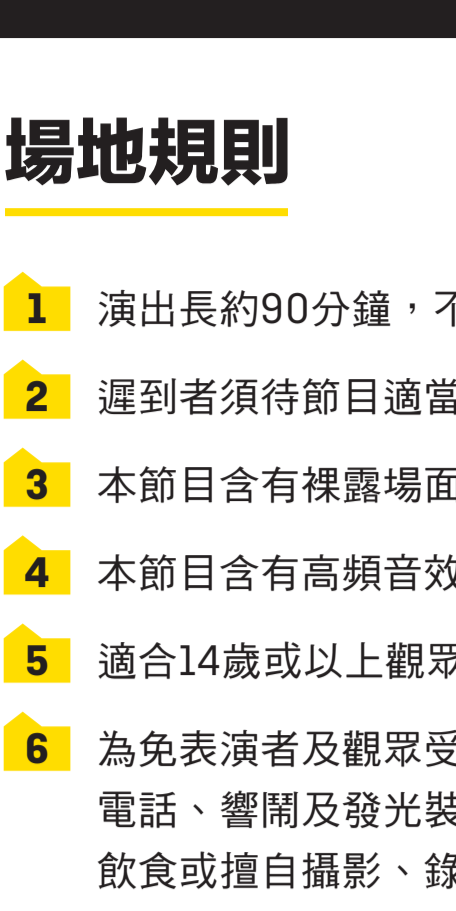 場地規則
1 演出長約90分鐘，不
2 遲到者須待節目適當
3 本節目含有裸露場面
4 本節目含有高頻音效
5 適合14歲或以上觀眾
6 為免表演者及觀眾受
電話、響鬧及發光裝
飲食或擅自攝影、錄